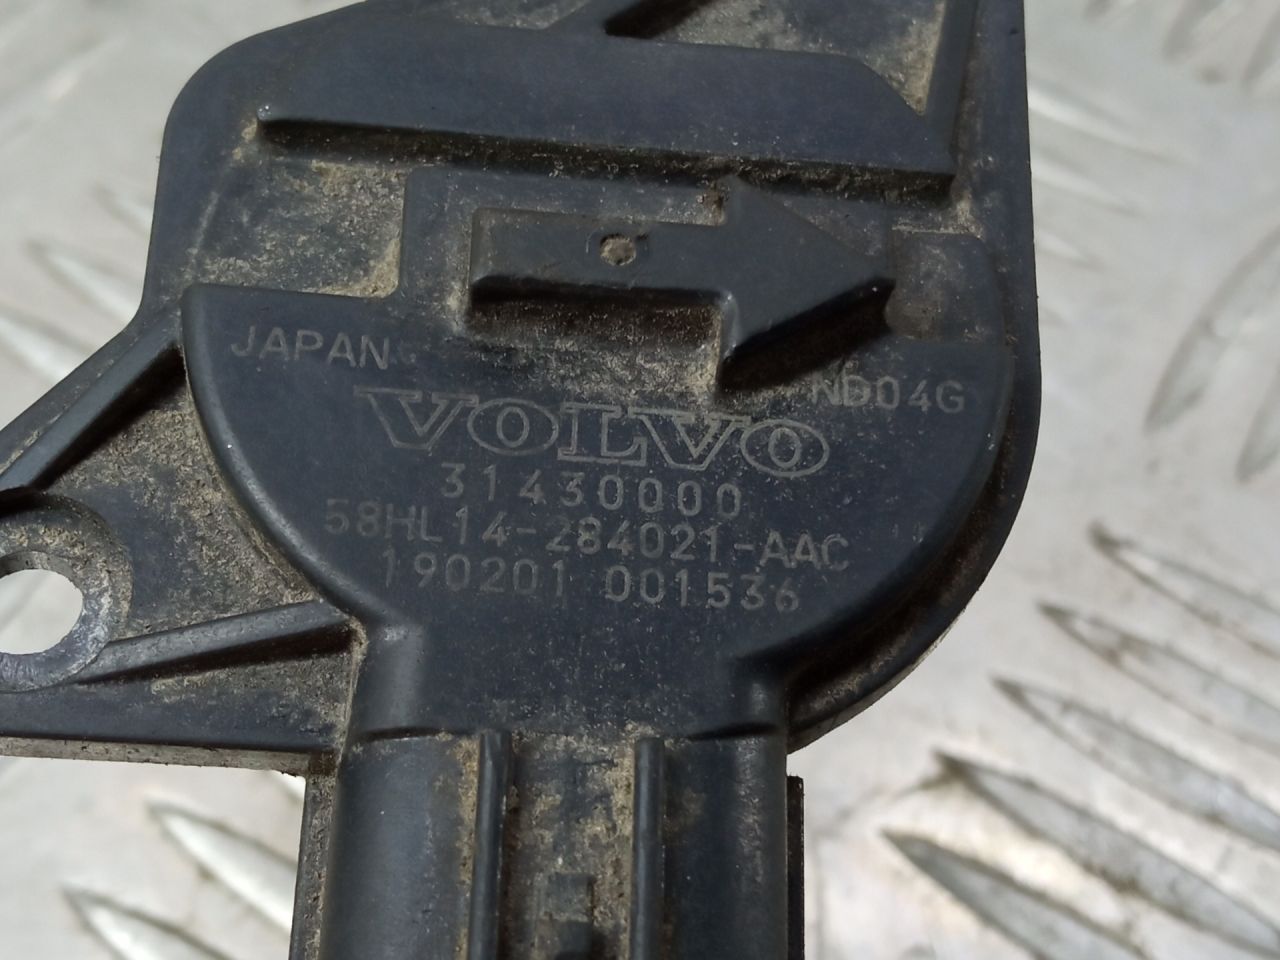 JAPAN
ND04G
VOLVO
31430000
58HL14-284021-AAC
190201 001536